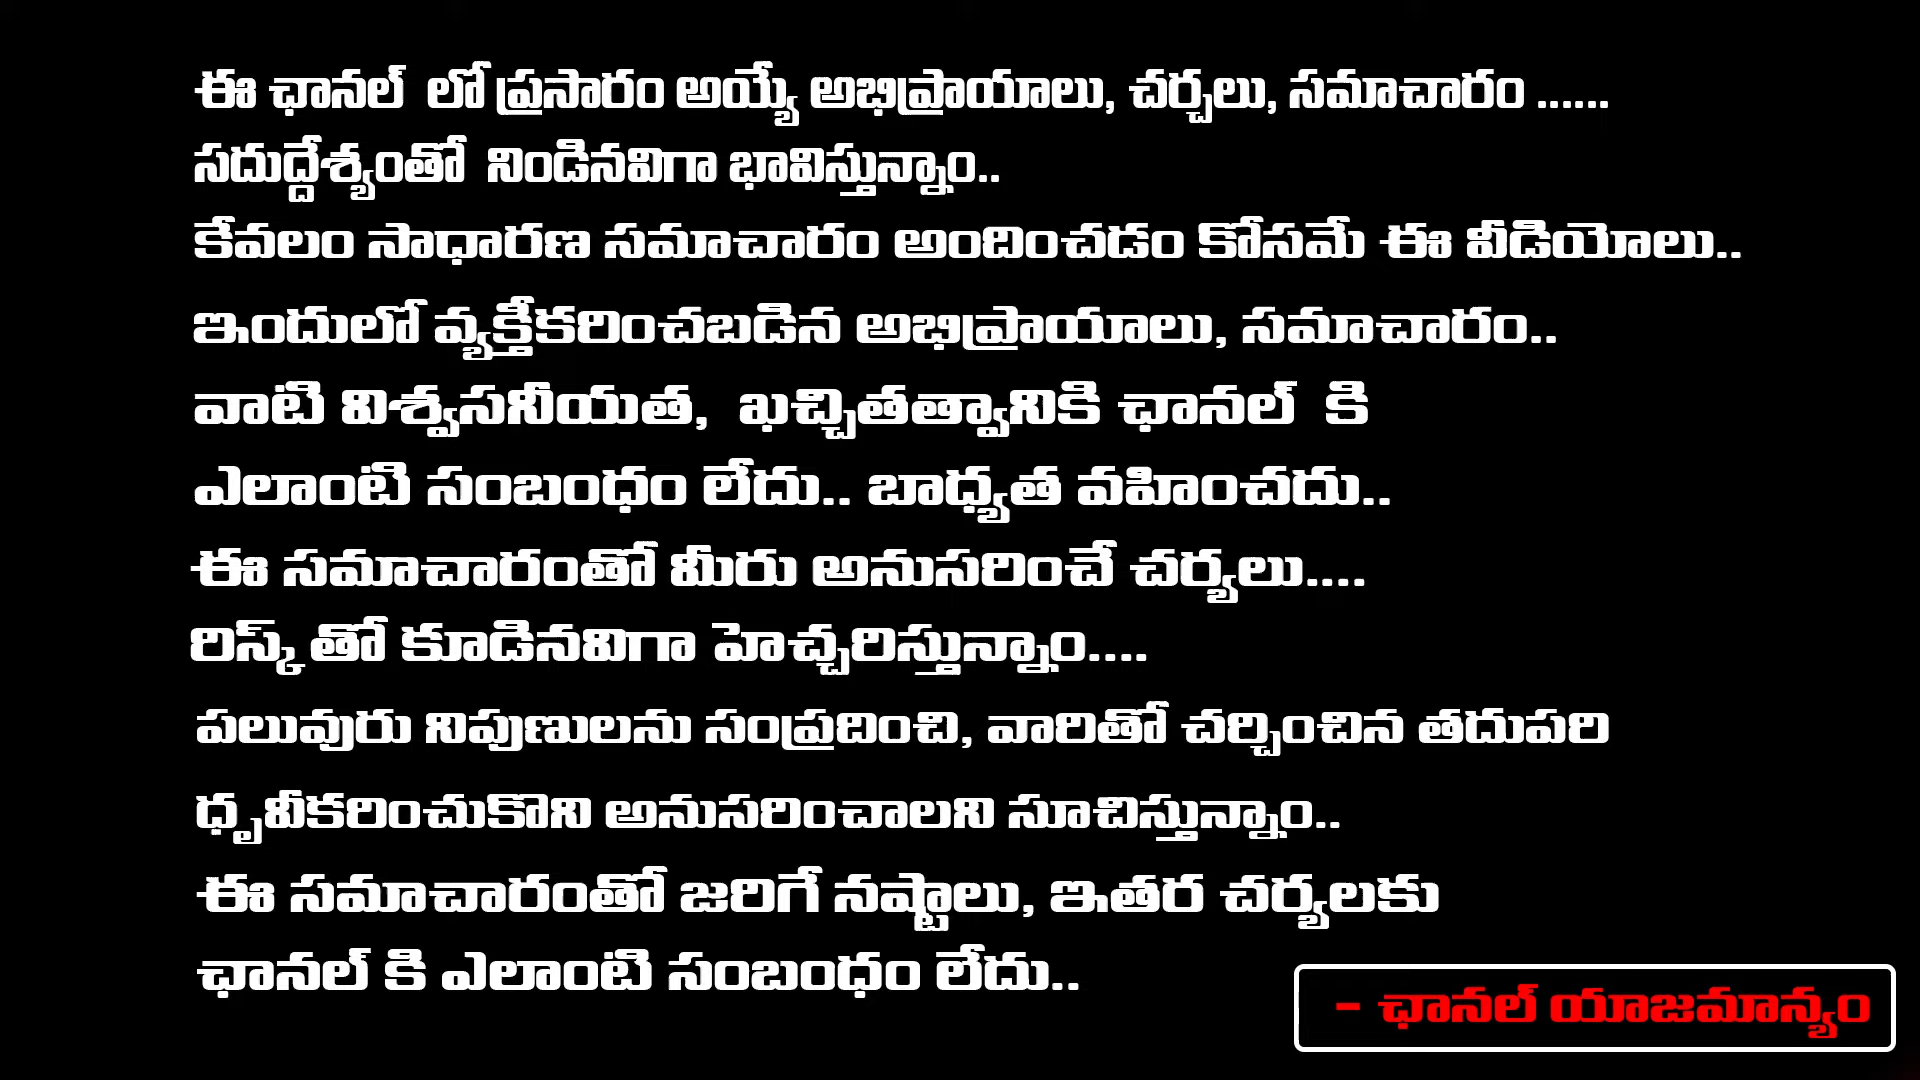 ఈ ఛానల్ లో ప్రసారం అయ్యే అభిప్రాయాలు, చర్చలు, సమాచారం ......
సదుద్దేశ్యంతో నిండినవిగా భావిస్తున్నాం..
కేవలం సాధారణ సమాచారం అందించడం కోసమే ఈ వీడియోలు..
ఇందులో వ్యక్తీకరించబడిన అభిప్రాయాలు, సమాచారం..
వాటి విశ్వసనీయత, ఖచ్చితత్వానికి ఛానల్ కి
ఎలాంటి సంబంధం లేదు.. బాధ్యత వహించదు..
ఈ సమాచారంతో మీరు అనుసరించే చర్యలు....
రిస్క్ తో కూడినవిగా హెచ్చరిస్తున్నాం....
పలువురు నిపుణులను సంప్రదించి, వారితో చర్చించిన తదుపరి
ధృవీకరించుకొని అనుసరించాలని సూచిస్తున్నాం..
ఈ సమాచారంతో జరిగే నష్టాలు, ఇతర చర్యలకు
ఛానల్ కి ఎలాంటి సంబంధం లేదు..
- ఛానల్ యాజమాన్యం